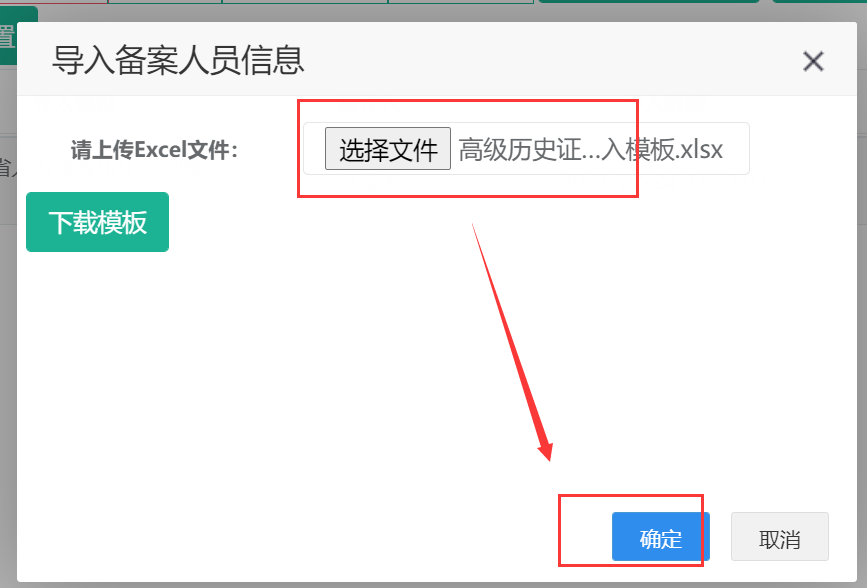 置
导入备案人员信息
请上传Excel文件：
选择文件 高级历史证...入模板.xlsx
省
下载模板
确定 取消